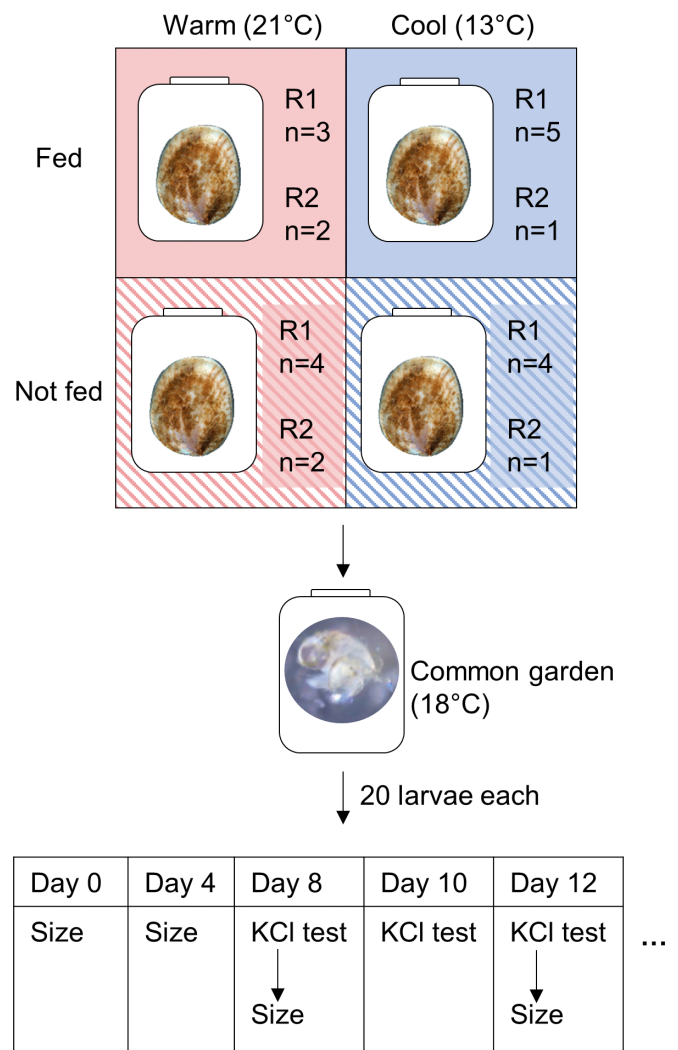 Warm (21°C) Cool (13°C)
Fed
R1
n=3
R2
n=2
R1
n=5
R2
n=1
Not fed
R1
n=4
R2
n=2
R1
n=4
R2
n=1
Common garden
(18°C)
20 larvae each
Day 0 Day 4 Day 8 Day 10 Day 12
Size Size KCl test KCl test KCl test ...
Size Size